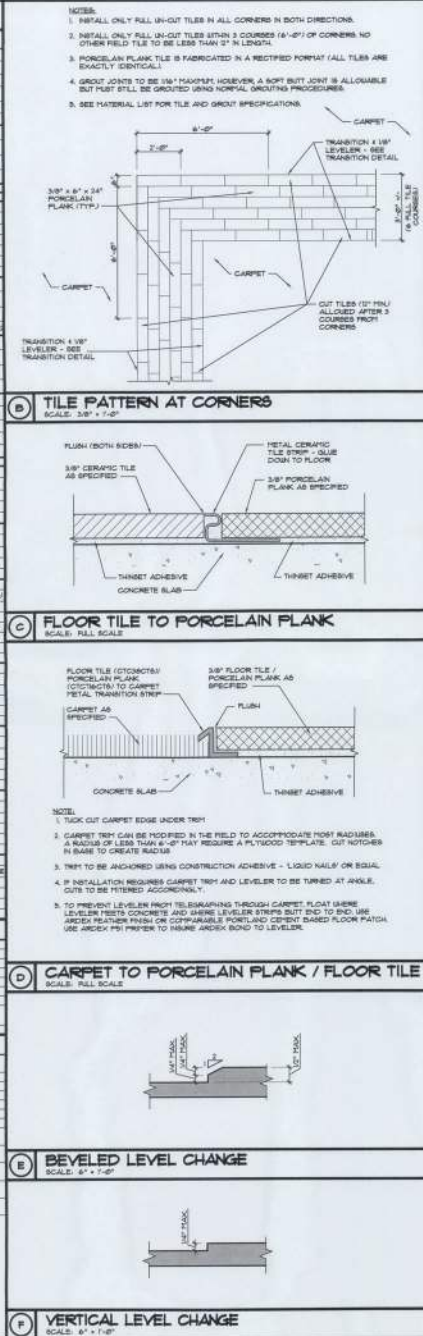 NOTES:
1. INSTALL ONLY FULL UN-CUT TILES IN ALL CORNERS IN BOTH DIRECTIONS.
2. INSTALL ONLY FULL UN-CUT TILES WITHIN 3 COURSES (6'-0") OF CORNERS. NO
OTHER FIELD TILE TO BE LESS THAN 12" IN LENGTH.
3. PORCELAIN PLANK TILE IS FABRICATED IN A RECTIFIED FORMAT (ALL TILES ARE
EXACTLY IDENTICAL).
4. GROUT JOINTS TO BE 1/16" MAXIMUM, HOWEVER, A SOFT BUTT JOINT IS ALLOWABLE
BUT MUST STILL BE GROUTED USING NORMAL GROUTING PROCEDURES.
5. SEE MATERIAL LIST FOR TILE AND GROUT SPECIFICATIONS.
CARPET
6'-0"
2'-0"
TRANSITION & 1/8"
LEVELER - SEE
TRANSITION DETAIL
3/8" x 6" x 24"
PORCELAIN
PLANK (TYP.)
6"
6'-0"
3'-0" +/-
(6 FULL TILE
COURSES)
CARPET
CARPET
CUT TILES (12" MIN.)
ALLOWED AFTER 3
COURSES FROM
CORNERS
TRANSITION & 1/8"
LEVELER - SEE
TRANSITION DETAIL
B TILE PATTERN AT CORNERS
SCALE: 3/8" = 1'-0"
FLUSH (BOTH SIDES)
METAL CERAMIC
TILE STRIP - GLUE
DOWN TO FLOOR
3/8" CERAMIC TILE
AS SPECIFIED
3/8" PORCELAIN
PLANK AS SPECIFIED
THINSET ADHESIVE
THINSET ADHESIVE
CONCRETE SLAB
C FLOOR TILE TO PORCELAIN PLANK
SCALE: FULL SCALE
PORCELAIN PLANK
TO CARPET
METAL TRANSITION STRIP
3/8" FLOOR TILE /
PORCELAIN PLANK AS
SPECIFIED
CARPET AS
SPECIFIED
FLUSH
CONCRETE SLAB
THINSET ADHESIVE
NOTE:
1. TUCK CUT CARPET EDGE UNDER TRIM
2. CARPET TRIM CAN BE MODIFIED IN THE FIELD TO ACCOMMODATE MOST RADIUSES.
A RADIUS OF LESS THAN 6'-0" MAY REQUIRE A PLYWOOD TEMPLATE. CUT NOTCHES
IN BASE TO CREATE RADIUS
3. TRIM TO BE ANCHORED USING CONSTRUCTION ADHESIVE - 'LIQUID NAILS' OR EQUAL
4. IF INSTALLATION REQUIRES CARPET TRIM AND LEVELER TO BE TURNED AT ANGLE,
CUTS TO BE MITERED ACCORDINGLY.
5. TO PREVENT LEVELER FROM TELEGRAPHING THROUGH CARPET, FLOAT WHERE
LEVELER MEETS CONCRETE AND WHERE LEVELER STRIPS BUTT END TO END. USE
ARDEX FEATHER FINISH OR COMPARABLE PORTLAND CEMENT BASED FLOOR PATCH.
USE ARDEX P51 PRIMER TO INSURE ARDEX BOND TO LEVELER.
D CARPET TO PORCELAIN PLANK / FLOOR TILE
SCALE: FULL SCALE
1/4" MAX.
1/4" MAX.
1
2
1/2" MAX.
E BEVELED LEVEL CHANGE
SCALE: 6" = 1'-0"
1/4" MAX.
F VERTICAL LEVEL CHANGE
SCALE: 6" = 1'-0"